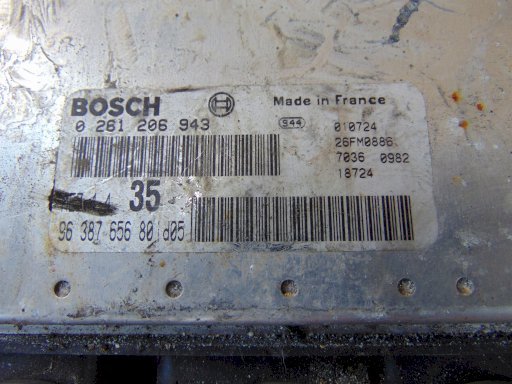 BOSCH Made in France
0 261 206 943 944 010724
26FM0886
7036 0982
35 18724
96 387 656 80 d05